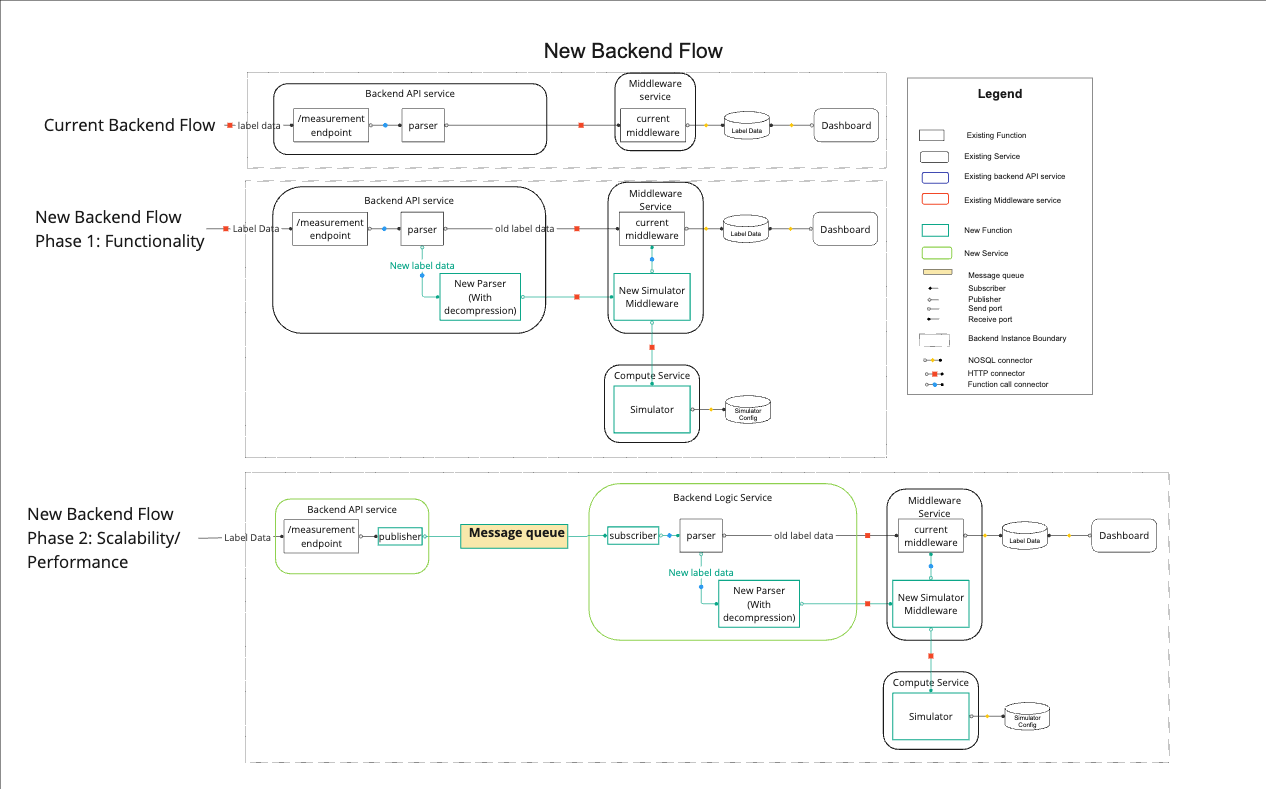 New Backend Flow
Current Backend Flow
label data
Backend API service
/measurement
endpoint
parser
Middleware
service
current
middleware
Label Data
Dashboard
New Backend Flow
Phase 1: Functionality
Label Data
Backend API service
/measurement
endpoint
parser
old label data
New label data
New Parser
(With
decompression)
Middleware
Service
current
middleware
New Simulator
Middleware
Label Data
Dashboard
Compute Service
Simulator
Simulator
Config
New Backend Flow
Phase 2: Scalability/
Performance
Label Data
Backend API service
/measurement
endpoint
publisher
Message queue
Backend Logic Service
subscriber
parser
old label data
New label data
New Parser
(With
decompression)
Middleware
Service
current
middleware
New Simulator
Middleware
Label Data
Dashboard
Compute Service
Simulator
Simulator
Config
Legend
Existing Function
Existing Service
Existing backend API service
Existing Middleware service
New Function
New Service
Message queue
Subscriber
Publisher
Send port
Receive port
Backend Instance Boundary
NOSQL connector
HTTP connector
Function call connector